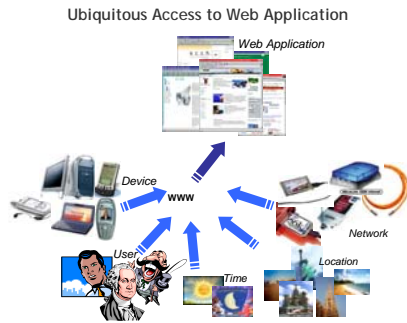 Ubiquitous Access to Web Application
Web Application
Device
WWW
Network
User
Location
Time